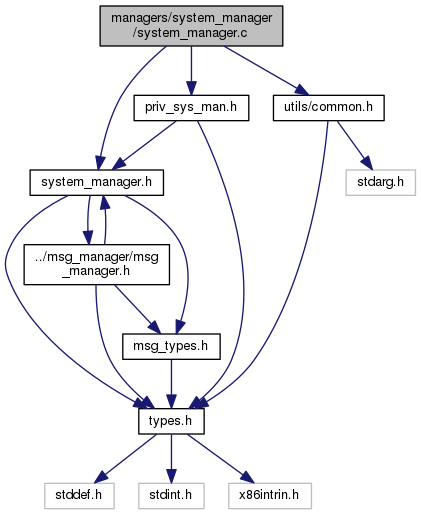 managers/system_manager
/system_manager.c
priv_sys_man.h
utils/common.h
system_manager.h
stdarg.h
../msg_manager/msg
_manager.h
msg_types.h
types.h
stddef.h
stdint.h
x86intrin.h